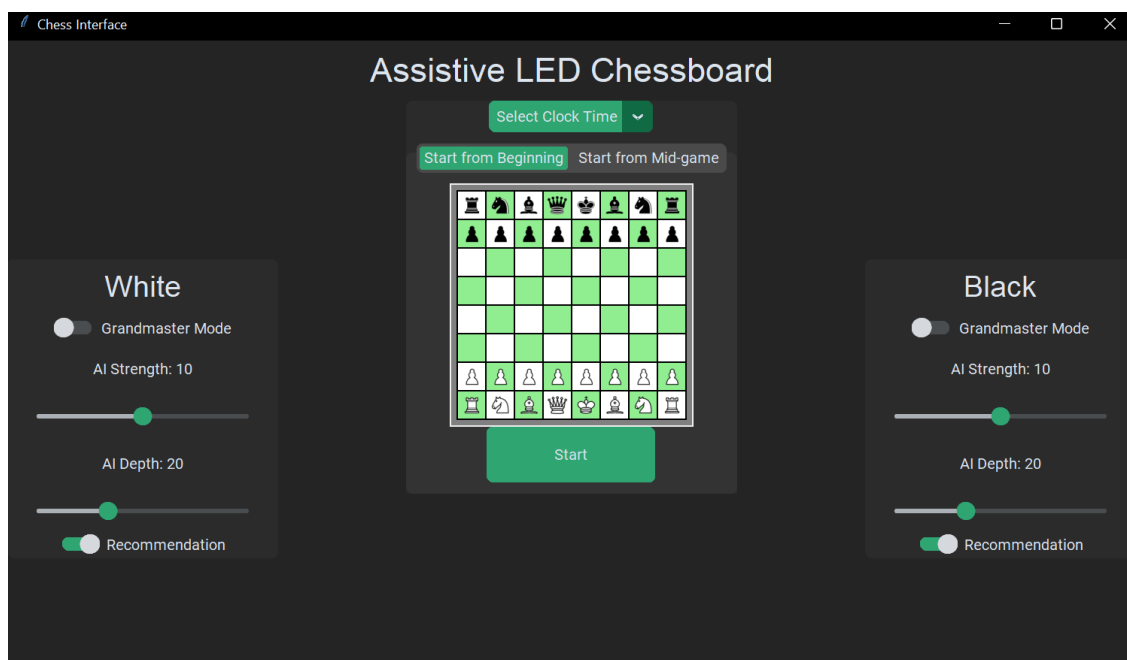 Chess Interface
Assistive LED Chessboard
Select Clock Time
Start from Beginning Start from Mid-game
White
Grandmaster Mode
AI Strength: 10
AI Depth: 20
Recommendation
Start
Black
Grandmaster Mode
AI Strength: 10
AI Depth: 20
Recommendation